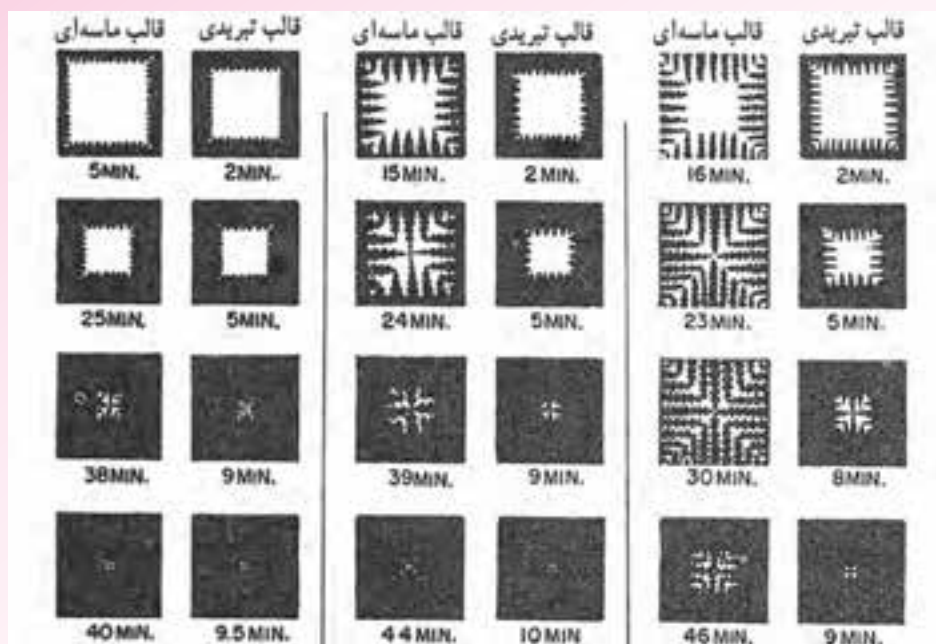 قالب ماسه‌ای قالب تبریدی قالب ماسه‌ای قالب تبریدی قالب ماسه‌ای قالب تبریدی
5MIN. 2MIN. 15MIN. 2MIN. 16MIN. 2MIN.
25MIN. 5MIN. 24MIN. 5MIN. 23MIN. 5MIN.
38MIN. 9MIN. 39MIN. 9MIN. 30MIN. 8MIN.
40MIN. 9.5MIN. 44MIN. 10MIN 46MIN. 9MIN.